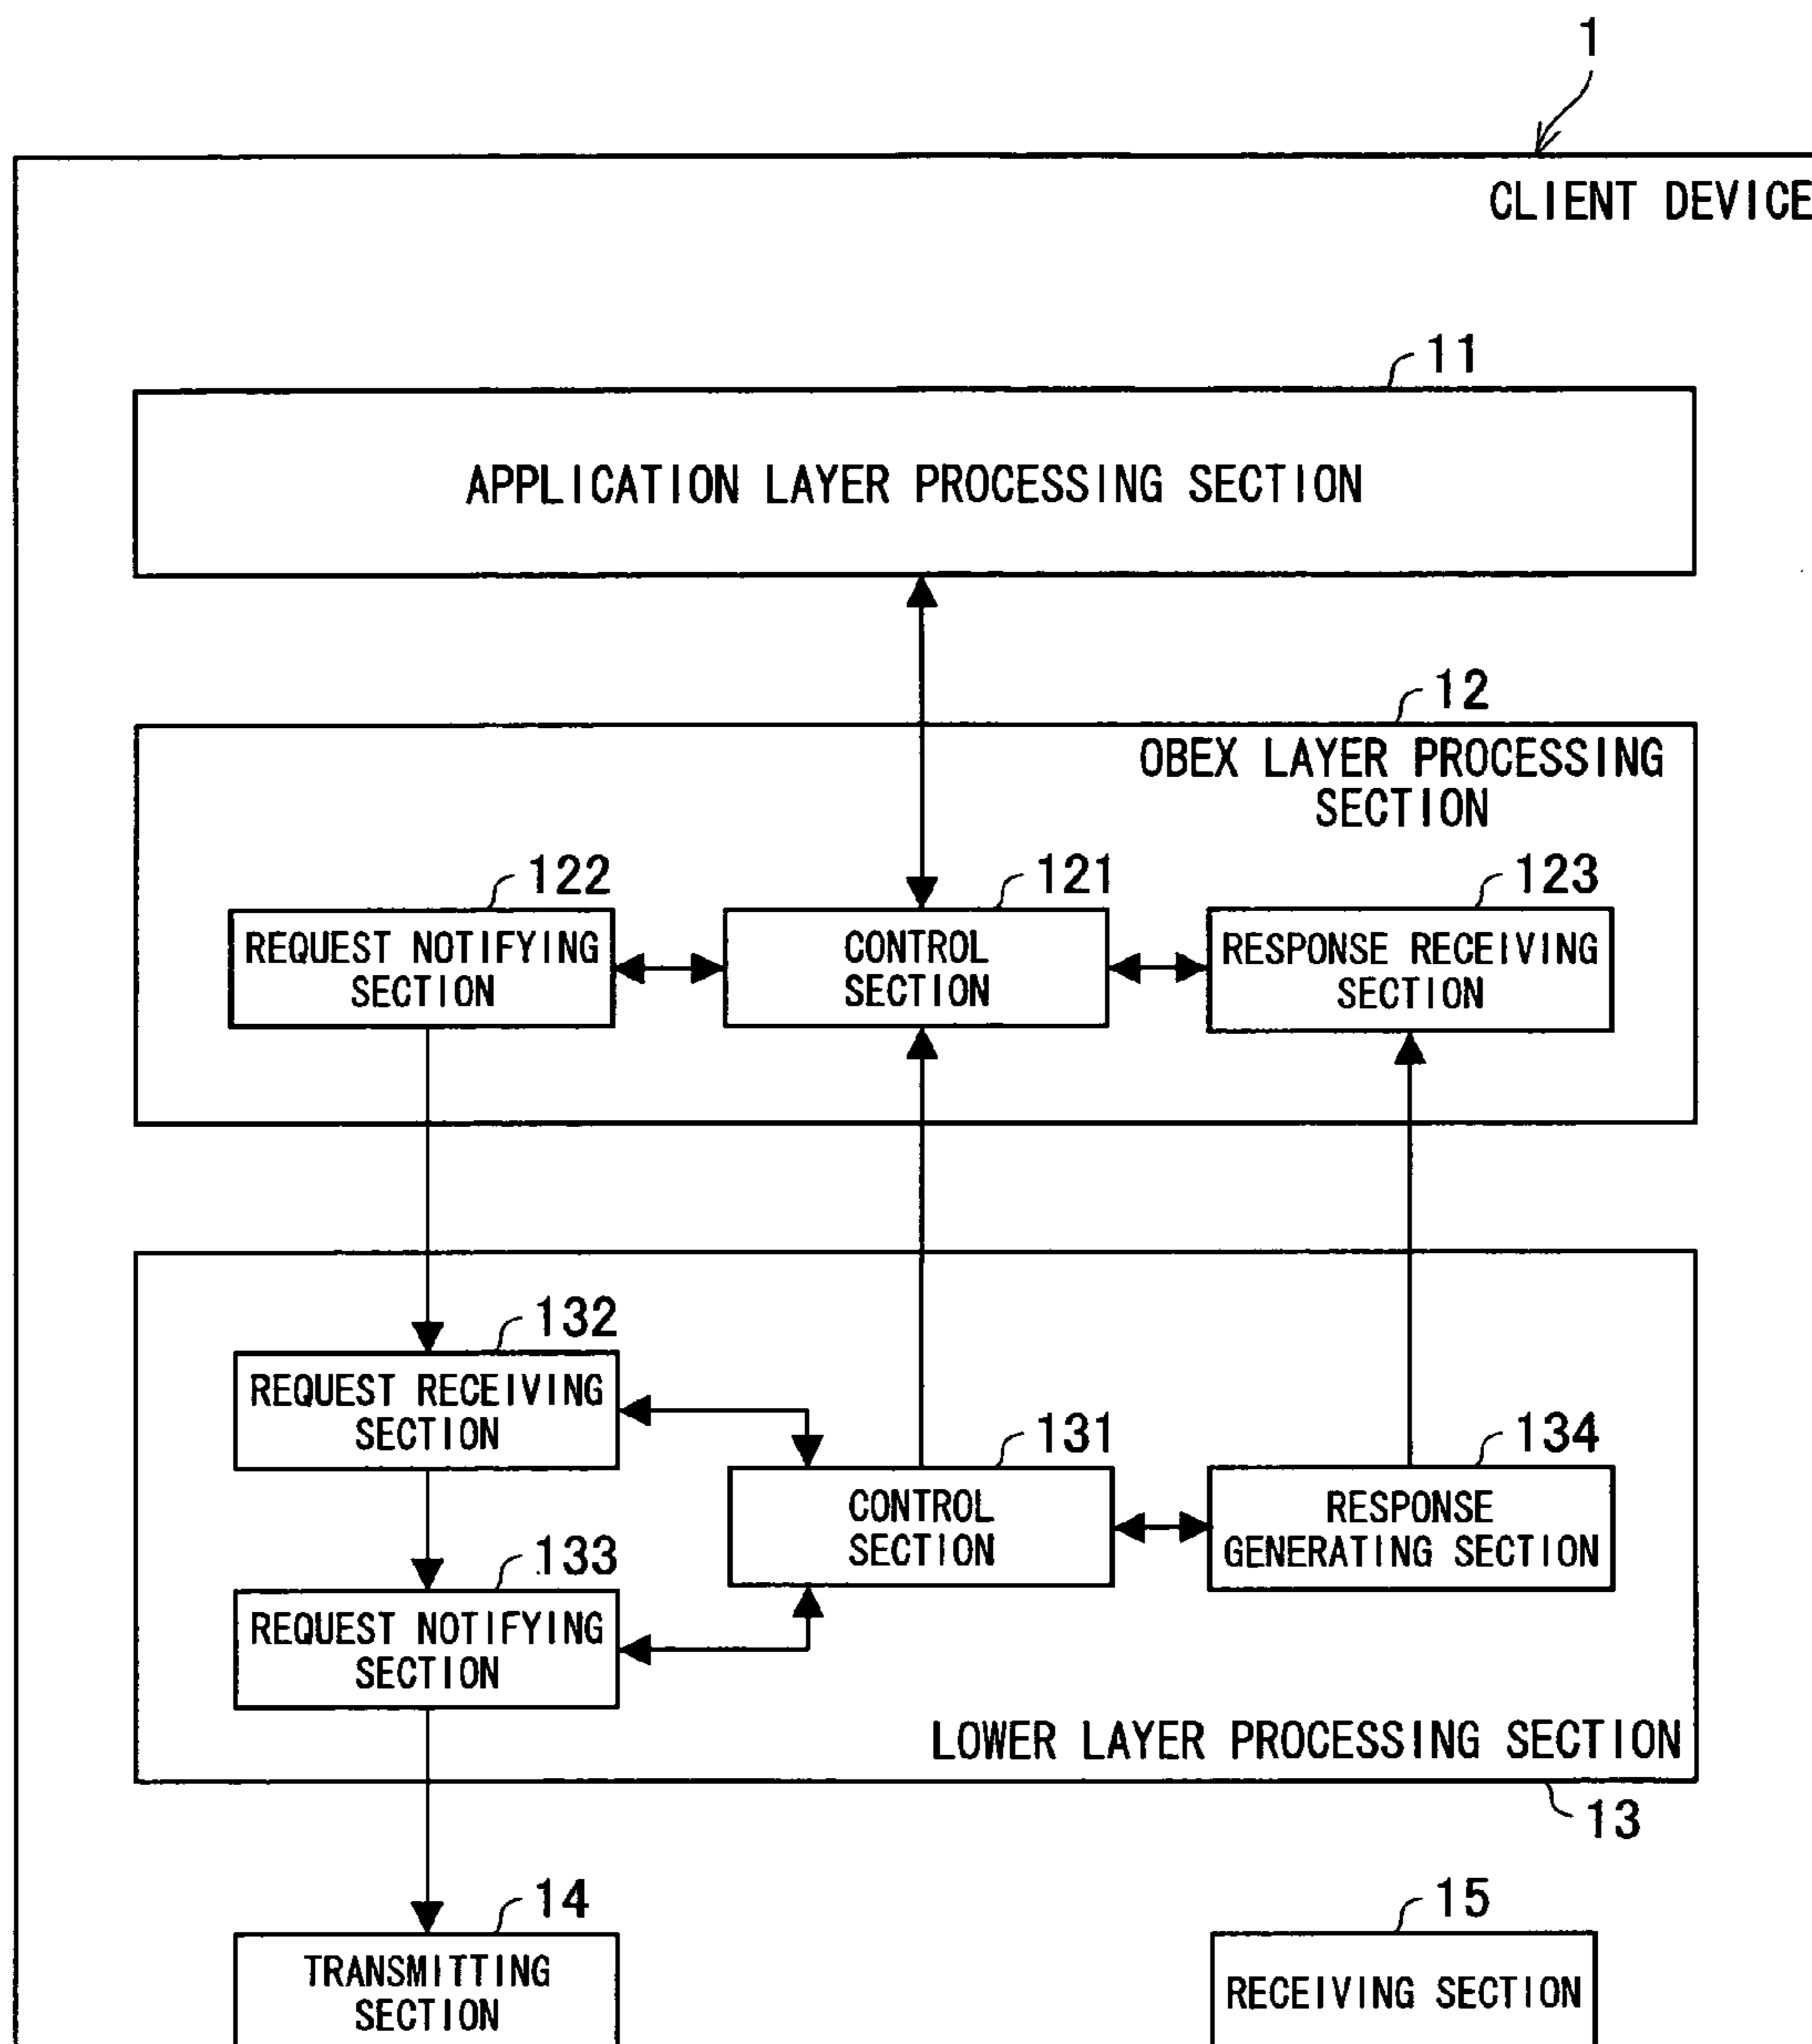 1
CLIENT DEVICE
11
APPLICATION LAYER PROCESSING SECTION
12
OBEX LAYER PROCESSING
SECTION
122
121
123
REQUEST NOTIFYING
SECTION
CONTROL
SECTION
RESPONSE RECEIVING
SECTION
132
REQUEST RECEIVING
SECTION
131
134
CONTROL
SECTION
RESPONSE
GENERATING SECTION
133
REQUEST NOTIFYING
SECTION
LOWER LAYER PROCESSING SECTION
13
14
15
TRANSMITTING
SECTION
RECEIVING SECTION